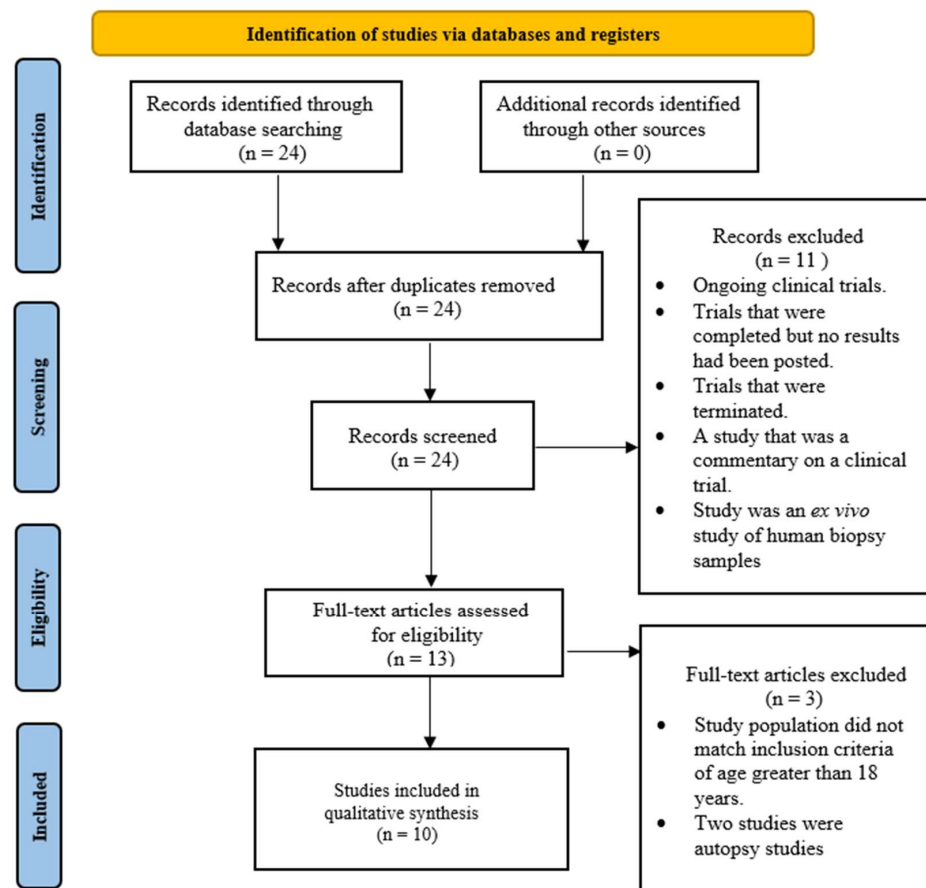 Identification of studies via databases and registers
Identification
Records identified through
database searching
(n = 24)
Additional records identified
through other sources
(n = 0)
Records after duplicates removed
(n = 24)
Screening
Records screened
(n = 24)
Records excluded
(n = 11 )
• Ongoing clinical trials.
• Trials that were
completed but no results
had been posted.
• Trials that were
terminated.
• A study that was a
commentary on a clinical
trial.
• Study was an ex vivo
study of human biopsy
samples
Eligibility
Full-text articles assessed
for eligibility
(n = 13)
Full-text articles excluded
(n = 3)
• Study population did not
match inclusion criteria
of age greater than 18
years.
• Two studies were
autopsy studies
Included
Studies included in
qualitative synthesis
(n = 10)